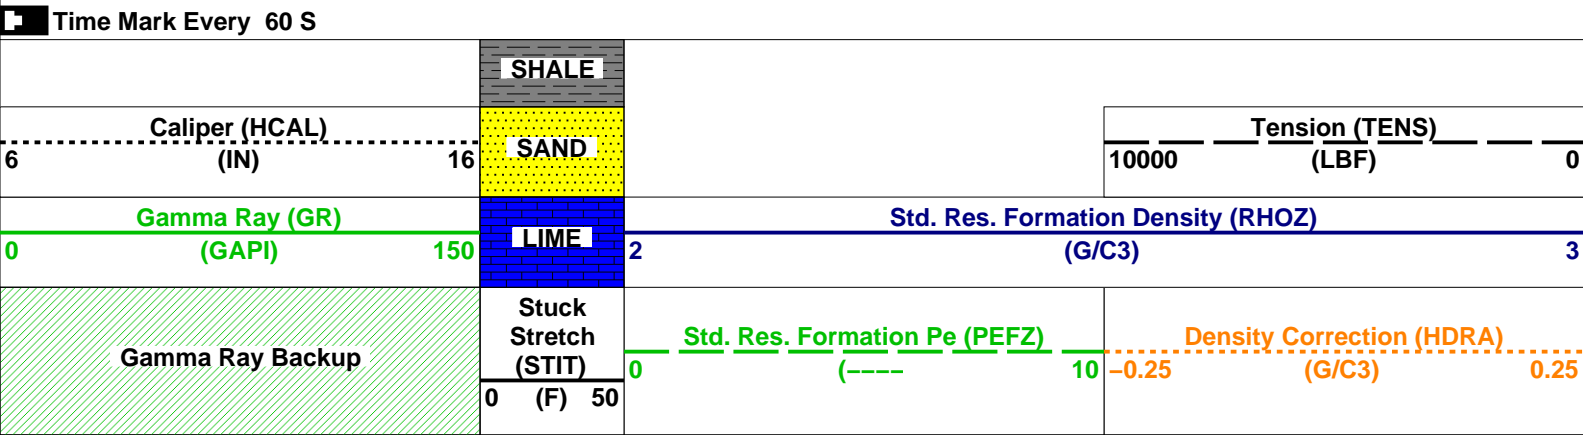 Time Mark Every  60 S
SHALE
Caliper (HCAL)
6 (IN) 16
SAND
Tension (TENS)
10000 (LBF) 0
Gamma Ray (GR)
0 (GAPI) 150
LIME
Std. Res. Formation Density (RHOZ)
2 (G/C3) 3
Gamma Ray Backup
Stuck
Stretch
(STIT)
0 (F) 50
Std. Res. Formation Pe (PEFZ)
0 (–––– 10
Density Correction (HDRA)
−0.25 (G/C3) 0.25